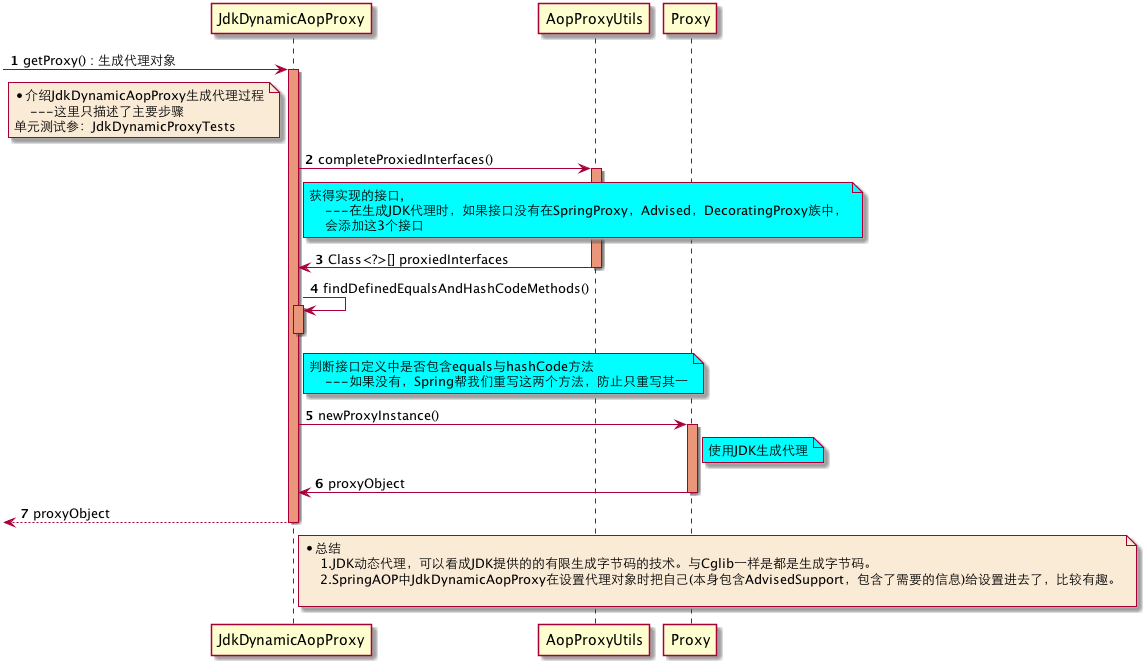 JdkDynamicAopProxy
AopProxyUtils
Proxy
1 getProxy() : 生成代理对象
•介绍JdkDynamicAopProxy生成代理过程
---这里只描述了主要步骤
单元测试参：JdkDynamicProxyTests
2 completeProxiedInterfaces()
获得实现的接口，
---在生成JDK代理时，如果接口没有在SpringProxy，Advised，DecoratingProxy族中，
会添加这3个接口
3 Class<?>[] proxiedInterfaces
4 findDefinedEqualsAndHashCodeMethods()
判断接口定义中是否包含equals与hashCode方法
---如果没有，Spring帮我们重写这两个方法，防止只重写其一
5 newProxyInstance()
使用JDK生成代理
6 proxyObject
7 proxyObject
•总结
1.JDK动态代理，可以看成JDK提供的的有限生成字节码的技术。与Cglib一样是都是生成字节码。
2.SpringAOP中JdkDynamicAopProxy在设置代理对象时把自己(本身包含AdvisedSupport，包含了需要的信息)给设置进去了，比较有趣。
JdkDynamicAopProxy
AopProxyUtils
Proxy